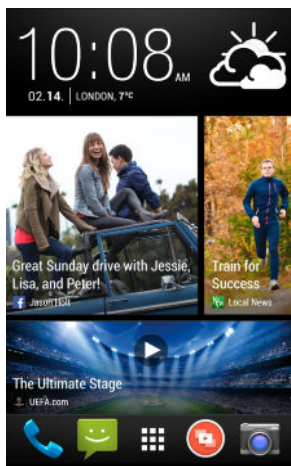 10:08 AM
02.14. LONDON, 7°C
Great Sunday drive with Jessie,
Lisa, and Peter!
Jason Holt
Train for
Success
Local News
The Ultimate Stage
UEFA.com